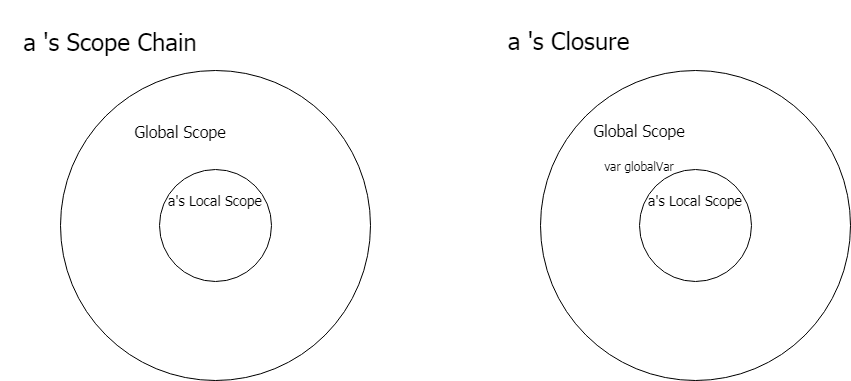 a 's Scope Chain
Global Scope
a's Local Scope
a 's Closure
Global Scope
var globalVar
a's Local Scope